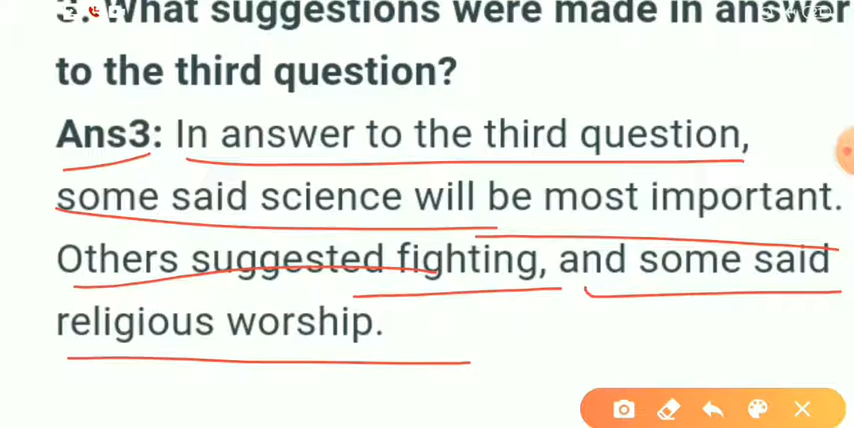 3. What suggestions were made in answer
to the third question?
Ans3: In answer to the third question,
some said science will be most important.
Others suggested fighting, and some said
religious worship.